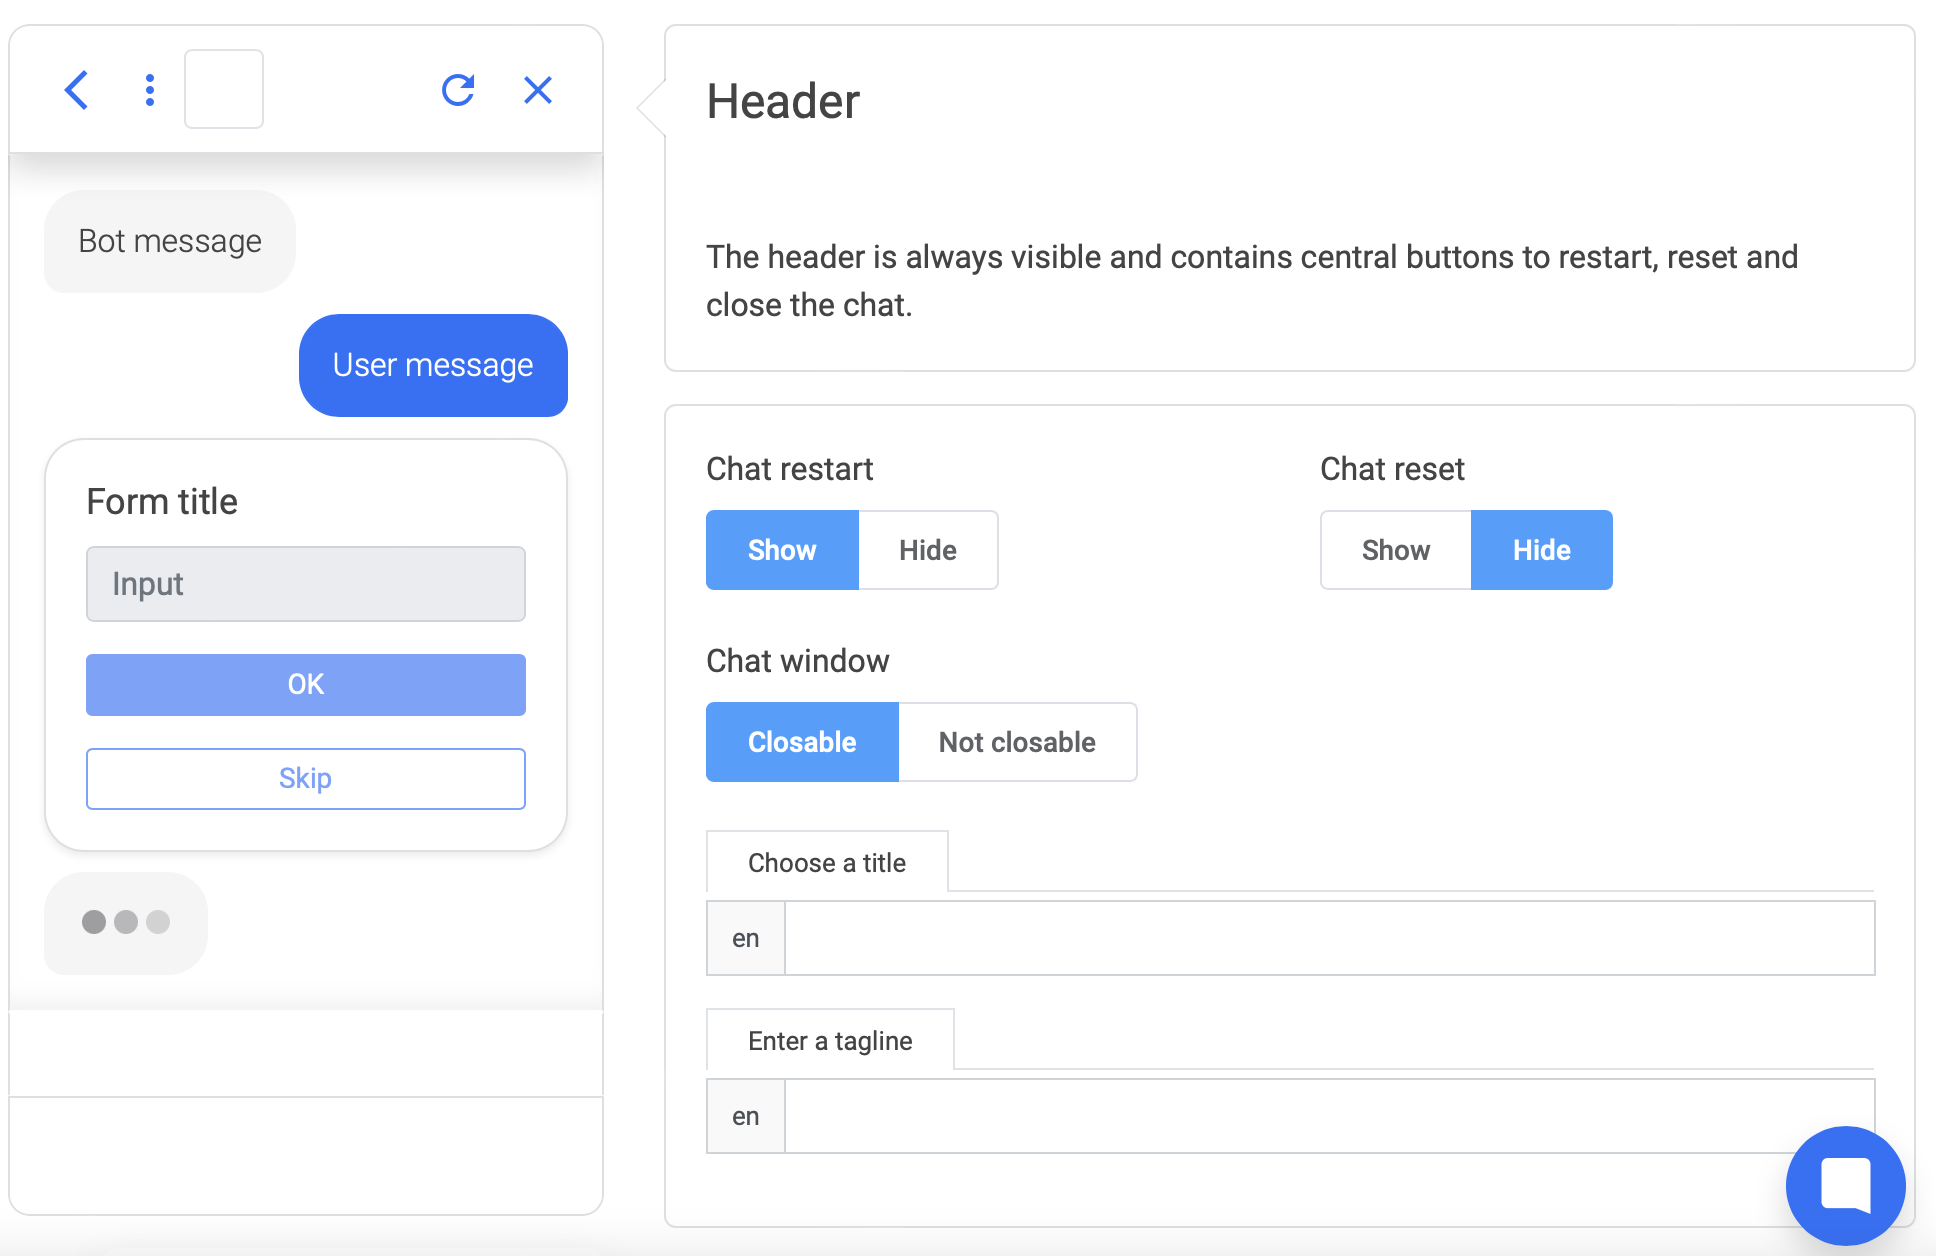 Bot message
User message
Form title
Input
OK
Skip
Header
The header is always visible and contains central buttons to restart, reset and
close the chat.
Chat restart
Show
Hide
Chat reset
Show
Hide
Chat window
Closable
Not closable
Choose a title
en
Enter a tagline
en